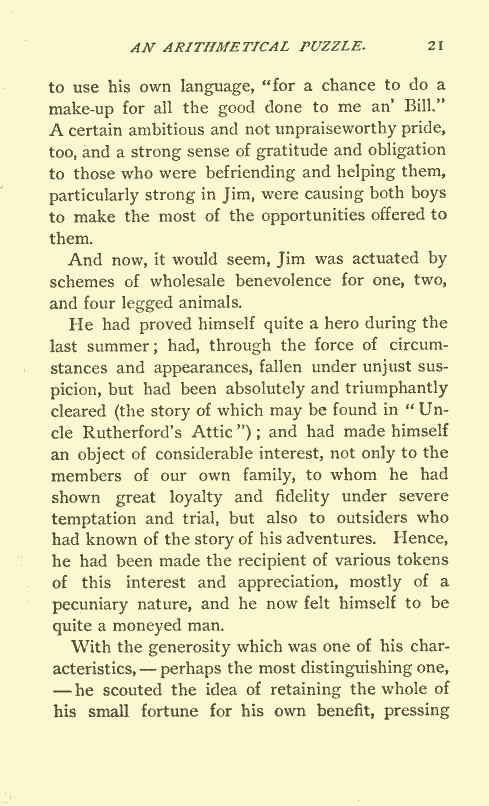 AN ARITHMETICAL PUZZLE. 21
to use his own language, “for a chance to do a
make-up for all the good done to me an’ Bill.”
A certain ambitious and not unpraiseworthy pride,
too, and a strong sense of gratitude and obligation
to those who were befriending and helping them,
particularly strong in Jim, were causing both boys
to make the most of the opportunities offered to
them.
And now, it would seem, Jim was actuated by
schemes of wholesale benevolence for one, two,
and four legged animals.
He had proved himself quite a hero during the
last summer; had, through the force of circum-
stances and appearances, fallen under unjust sus-
picion, but had been absolutely and triumphantly
cleared (the story of which may be found in “Un-
cle Rutherford’s Attic”); and had made himself
an object of considerable interest, not only to the
members of our own family, to whom he had
shown great loyalty and fidelity under severe
temptation and trial, but also to outsiders who
had known of the story of his adventures. Hence,
he had been made the recipient of various tokens
of this interest and appreciation, mostly of a
pecuniary nature, and he now felt himself to be
quite a moneyed man.
With the generosity which was one of his char-
acteristics,—perhaps the most distinguishing one,
—he scouted the idea of retaining the whole of
his small fortune for his own benefit, pressing